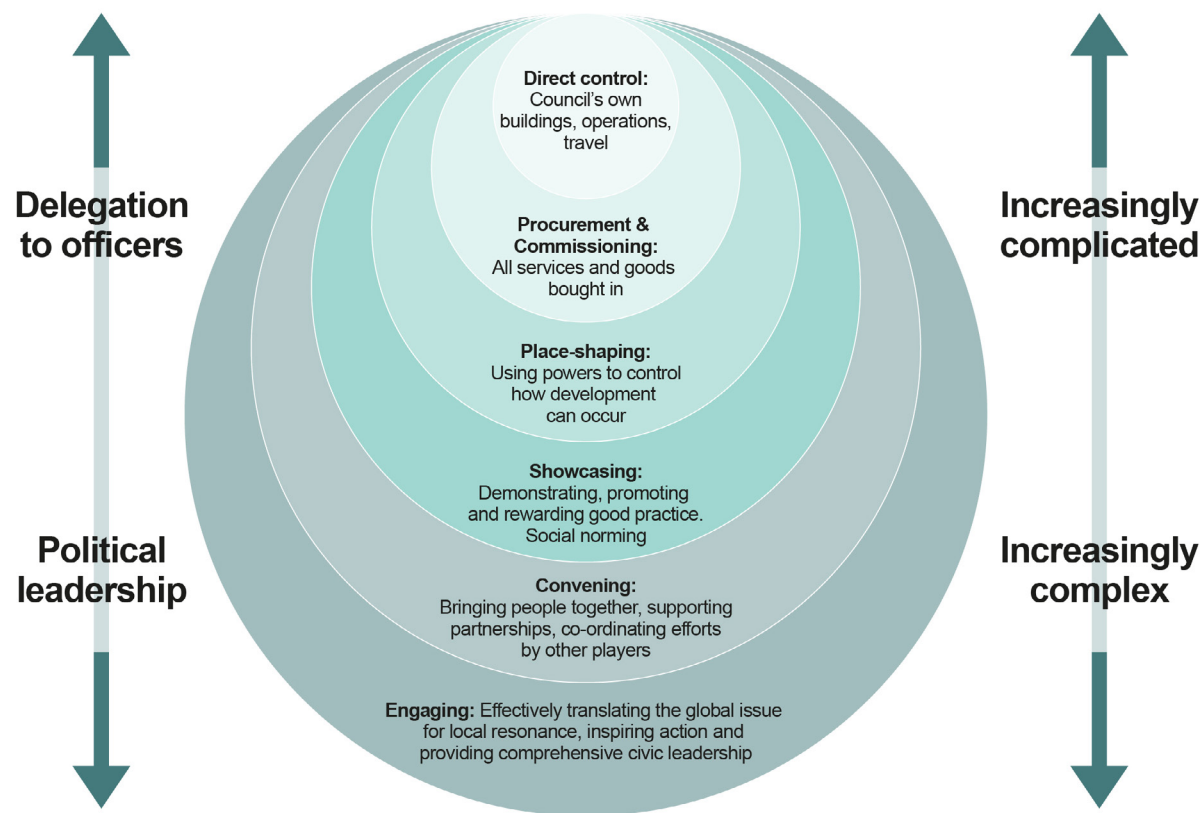 Direct control:
Council’s own
buildings, operations,
travel
Delegation
to officers
Increasingly
complicated
Procurement &
Commissioning:
All services and goods
bought in
Place-shaping:
Using powers to control
how development
can occur
Showcasing:
Demonstrating, promoting
and rewarding good practice.
Social norming
Political
leadership
Increasingly
complex
Convening:
Bringing people together, supporting
partnerships, co-ordinating efforts
by other players
Engaging: Effectively translating the global issue
for local resonance, inspiring action and
providing comprehensive civic leadership